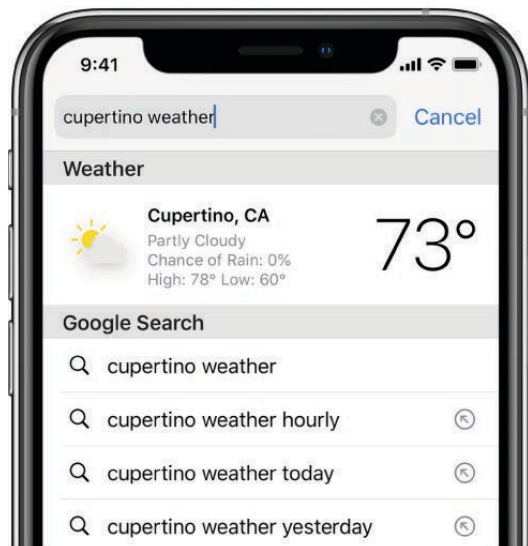 9:41
cupertino weather
Cancel
Weather
Cupertino, CA
Partly Cloudy
Chance of Rain: 0%
High: 78° Low: 60°
73°
Google Search
cupertino weather
cupertino weather hourly
cupertino weather today
cupertino weather yesterday